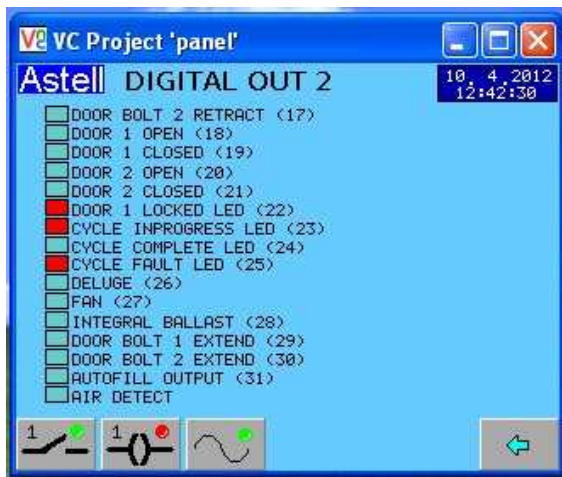 VC VC Project 'panel'
Astell DIGITAL OUT 2
10. 4.2012
12:42:30
DOOR BOLT 2 RETRACT (17)
DOOR 1 OPEN (18)
DOOR 1 CLOSED (19)
DOOR 2 OPEN (20)
DOOR 2 CLOSED (21)
DOOR 1 LOCKED LED (22)
CYCLE INPROGRESS LED (23)
CYCLE COMPLETE LED (24)
CYCLE FAULT LED (25)
DELUGE (26)
FAN (27)
INTEGRAL BALLAST (28)
DOOR BOLT 1 EXTEND (29)
DOOR BOLT 2 EXTEND (30)
AUTOFILL OUTPUT (31)
AIR DETECT
1 1